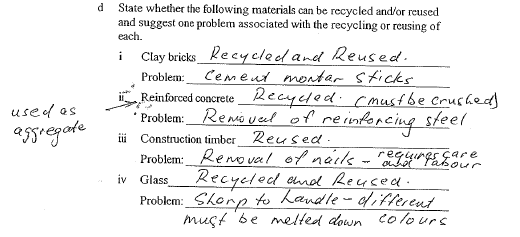 d State whether the following materials can be recycled and/or reused
and suggest one problem associated with the recycling or reusing of
each.
i Clay bricks Recycled and Reused.
Problem: Cement mortar sticks
ii Reinforced concrete Recycled. (must be crushed)
used as
aggregate
Problem: Removal of reinforcing steel
iii Construction timber Reused.
Problem: Removal of nails - requires care
and labour
iv Glass Recycled and Reused.
Problem: Sharp to handle - different
must be melted down colours